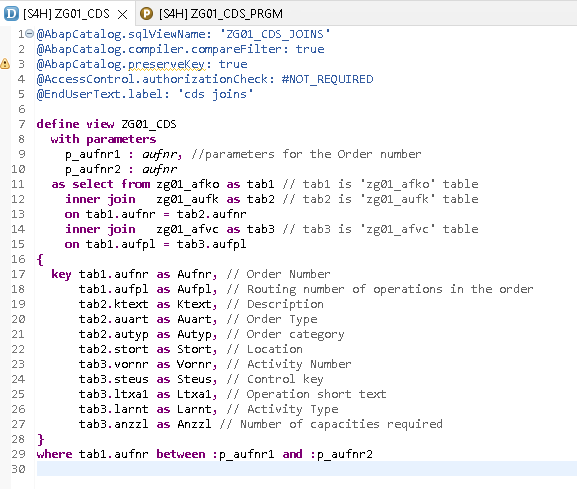 [S4H] ZG01_CDS
[S4H] ZG01_CDS_PRGM
1 @AbapCatalog.sqlViewName: 'ZG01_CDS_JOINS'
2 @AbapCatalog.compiler.compareFilter: true
3 @AbapCatalog.preserveKey: true
4 @AccessControl.authorizationCheck: #NOT_REQUIRED
5 @EndUserText.label: 'cds joins'
6
7 define view ZG01_CDS
8 with parameters
9 p_aufnr1 : aufnr, //parameters for the Order number
10 p_aufnr2 : aufnr
11 as select from zg01_afko as tab1 // tab1 is 'zg01_afko' table
12 inner join zg01_aufk as tab2 // tab2 is 'zg01_aufk' table
13 on tab1.aufnr = tab2.aufnr
14 inner join zg01_afvc as tab3 // tab3 is 'zg01_afvc' table
15 on tab1.aufpl = tab3.aufpl
16 {
17 key tab1.aufnr as Aufnr, // Order Number
18 tab1.aufpl as Aufpl, // Routing number of operations in the order
19 tab2.ktext as Ktext, // Description
20 tab2.auart as Auart, // Order Type
21 tab2.autyp as Autyp, // Order category
22 tab2.stort as Stort, // Location
23 tab3.vornr as Vornr, // Activity Number
24 tab3.steus as Steus, // Control key
25 tab3.ltxa1 as Ltxa1, // Operation short text
26 tab3.larnt as Larnt, // Activity Type
27 tab3.anzzl as Anzzl // Number of capacities required
28 }
29 where tab1.aufnr between :p_aufnr1 and :p_aufnr2
30